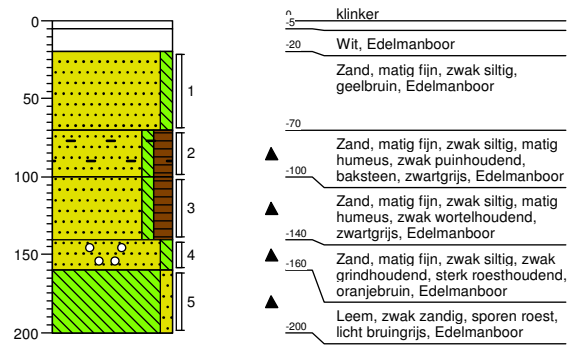 0
50
100
150
200
1
2
3
4
5
0
klinker
-5
-20
Wit, Edelmanboor
Zand, matig fijn, zwak siltig,
geelbruin, Edelmanboor
-70
Zand, matig fijn, zwak siltig, matig
humeus, zwak puinhoudend,
baksteen, zwartgrijs, Edelmanboor
-100
Zand, matig fijn, zwak siltig, matig
humeus, zwak wortelhoudend,
zwartgrijs, Edelmanboor
-140
Zand, matig fijn, zwak siltig, zwak
grindhoudend, sterk roesthoudend,
oranjebruin, Edelmanboor
-160
Leem, zwak zandig, sporen roest,
licht bruingrijs, Edelmanboor
-200